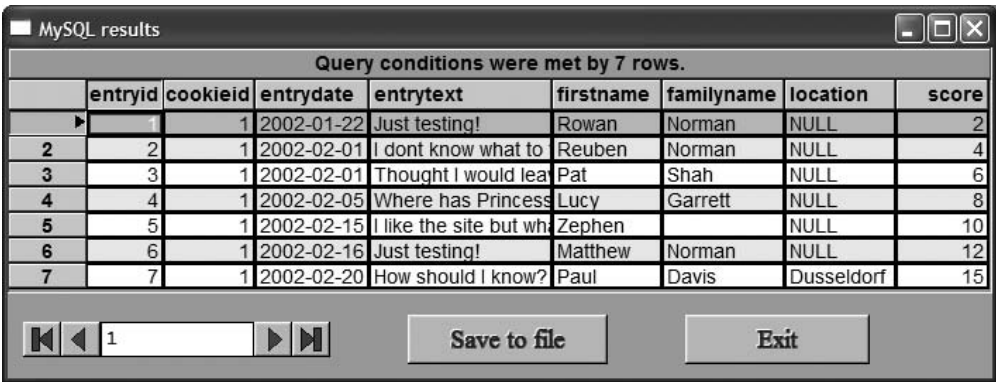 MySQL results
Query conditions were met by 7 rows.
entryid cookieid entrydate entrytext firstname familyname location score
1 1 2002-01-22 Just testing! Rowan Norman NULL 2
2 2 1 2002-02-01 I dont know what to Reuben Norman NULL 4
3 3 1 2002-02-01 Thought I would lea Pat Shah NULL 6
4 4 1 2002-02-05 Where has Princess Lucy Garrett NULL 8
5 5 1 2002-02-15 I like the site but wha Zephen NULL 10
6 6 1 2002-02-16 Just testing! Matthew Norman NULL 12
7 7 1 2002-02-20 How should I know? Paul Davis Dusseldorf 15
1 Save to file Exit